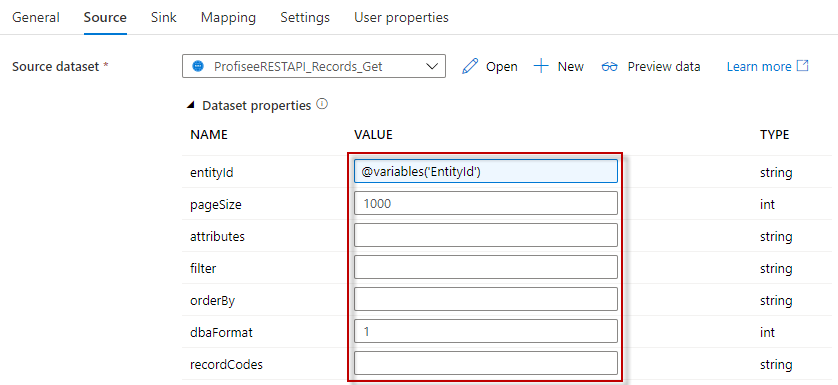 General Source Sink Mapping Settings User properties
Source dataset * ProfiseeRESTAPI_Records_Get Open New Preview data Learn more
Dataset properties
NAME VALUE TYPE
entityId @variables('EntityId') string
pageSize 1000 int
attributes string
filter string
orderBy string
dbaFormat 1 int
recordCodes string